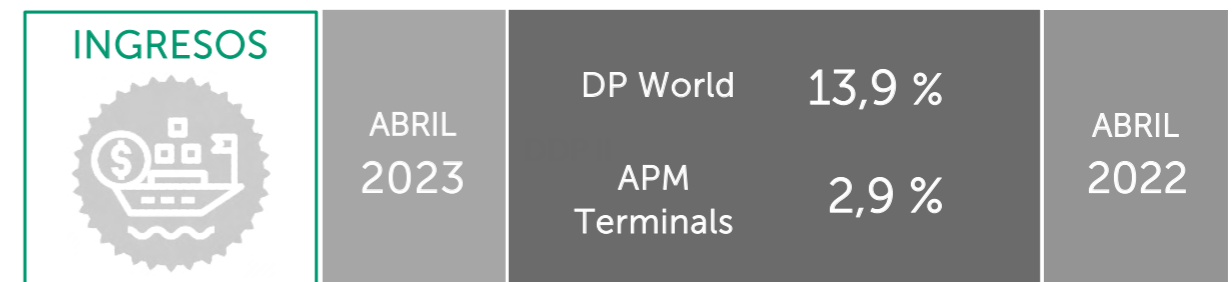 INGRESOS
$
ABRIL
2023
DP World 13,9 %
APM
Terminals 2,9 %
ABRIL
2022